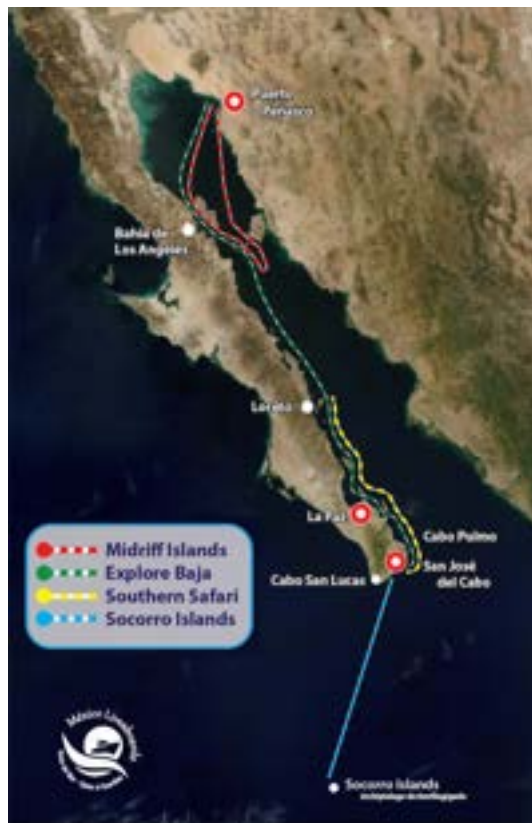 Puerto
Peñasco
Bahía de
Los Angeles
Loreto
La Paz
Cabo Pulmo
San José
del Cabo
Cabo San Lucas
Midriff Islands
Explore Baja
Southern Safari
Socorro Islands
Socorro Islands